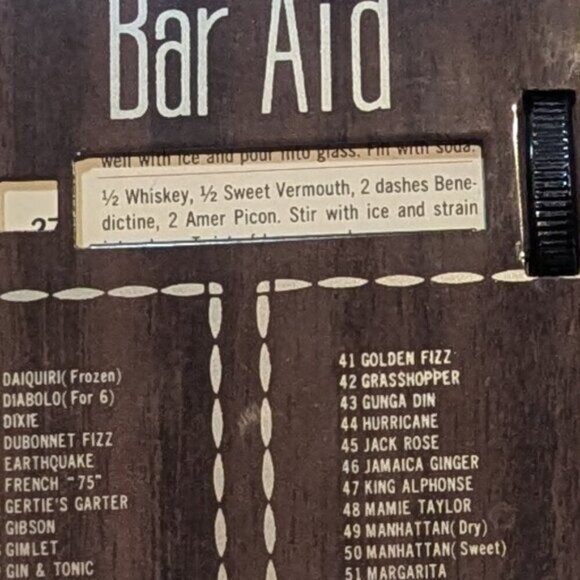 Bar Aid
well with ice and pour into glass. Fill with soda.
½ Whiskey, ½ Sweet Vermouth, 2 dashes Bene-
dictine, 2 Amer Picon. Stir with ice and strain
27
DAIQUIRI(Frozen)
DIABOLO(For 6)
DIXIE
DUBONNET FIZZ
EARTHQUAKE
FRENCH "75"
GERTIE'S GARTER
GIBSON
GIMLET
GIN & TONIC
41 GOLDEN FIZZ
42 GRASSHOPPER
43 GUNGA DIN
44 HURRICANE
45 JACK ROSE
46 JAMAICA GINGER
47 KING ALPHONSE
48 MAMIE TAYLOR
49 MANHATTAN(Dry)
50 MANHATTAN(Sweet)
51 MARGARITA